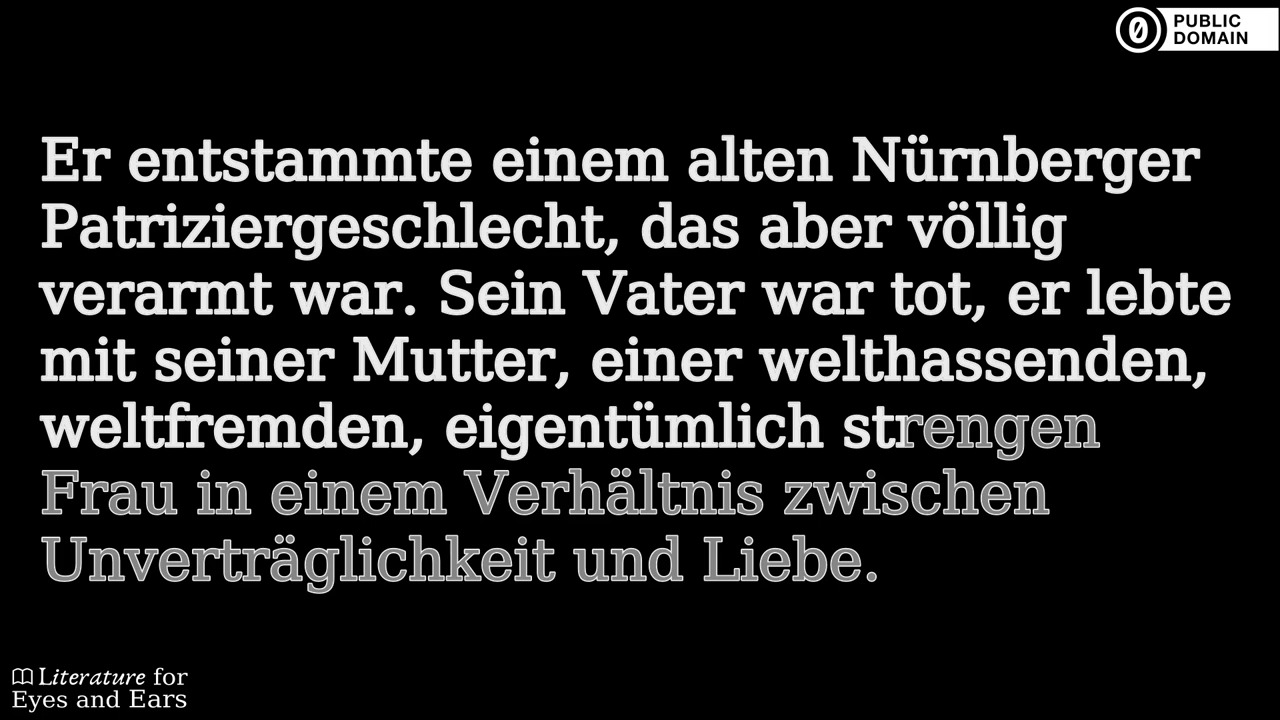 PUBLIC
DOMAIN
Er entstammte einem alten Nürnberger
Patriziergeschlecht, das aber völlig
verarmt war. Sein Vater war tot, er lebte
mit seiner Mutter, einer welthassenden,
weltfremden, eigentümlich strengen
Frau in einem Verhältnis zwischen
Unverträglichkeit und Liebe.
Literature for
Eyes and Ears